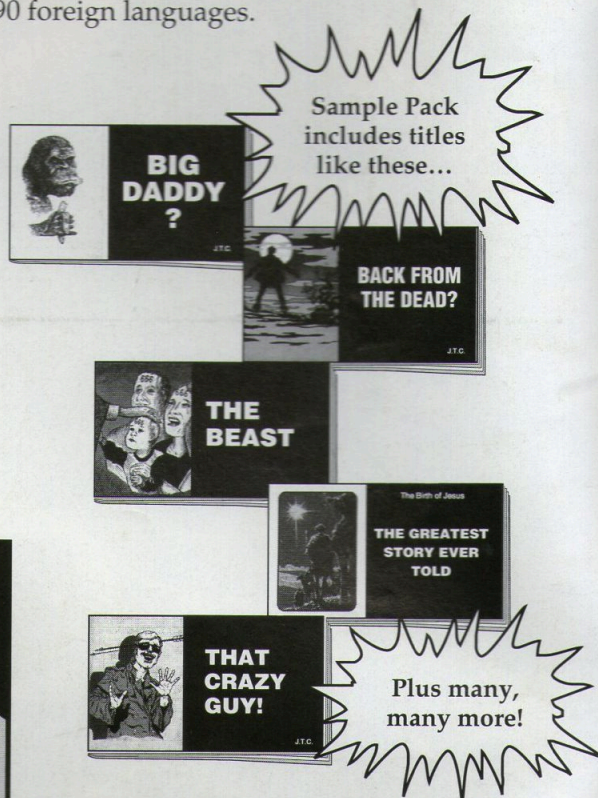 90 foreign languages.
Sample Pack
includes titles
like these...
BIG
DADDY
?
J.T.C.
BACK FROM
THE DEAD?
J.T.C.
666
THE
BEAST
The Birth of Jesus
THE GREATEST
STORY EVER
TOLD
THAT
CRAZY
GUY!
J.T.C.
Plus many,
many more!